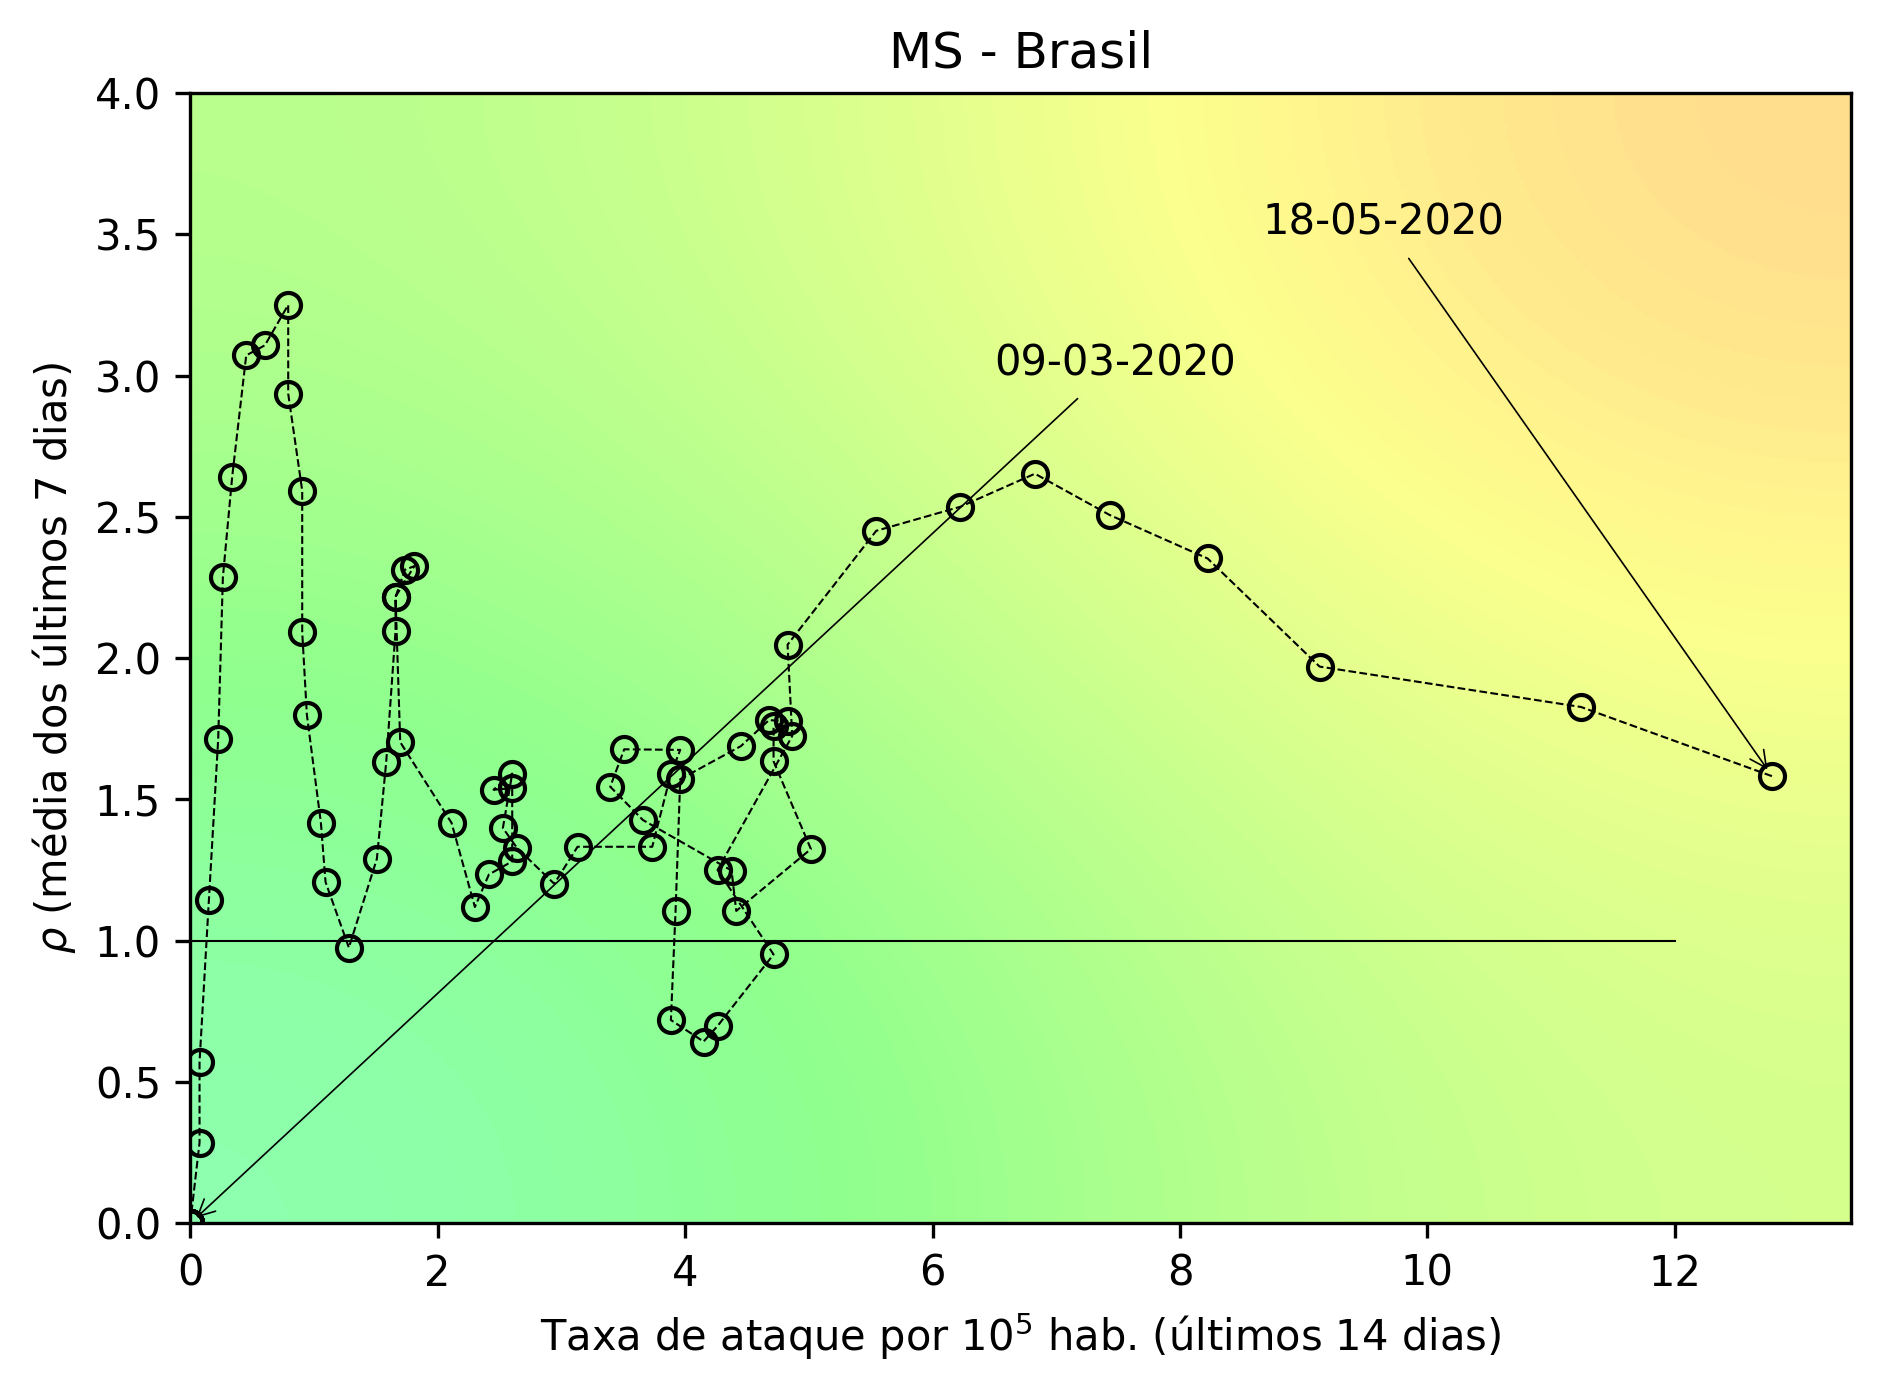 MS - Brasil
4.0
3.5
3.0
2.5
2.0
1.5
1.0
0.5
0.0
ρ (média dos últimos 7 dias)
18-05-2020
09-03-2020
0 2 4 6 8 10 12
Taxa de ataque por 10⁵ hab. (últimos 14 dias)